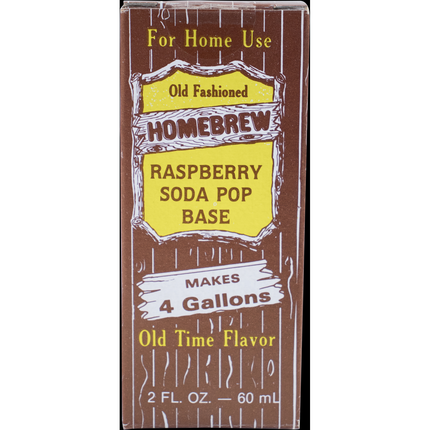 For Home Use
Old Fashioned
HOMEBREW
RASPBERRY
SODA POP
BASE
MAKES
4 Gallons
Old Time Flavor
2 FL. OZ. — 60 mL